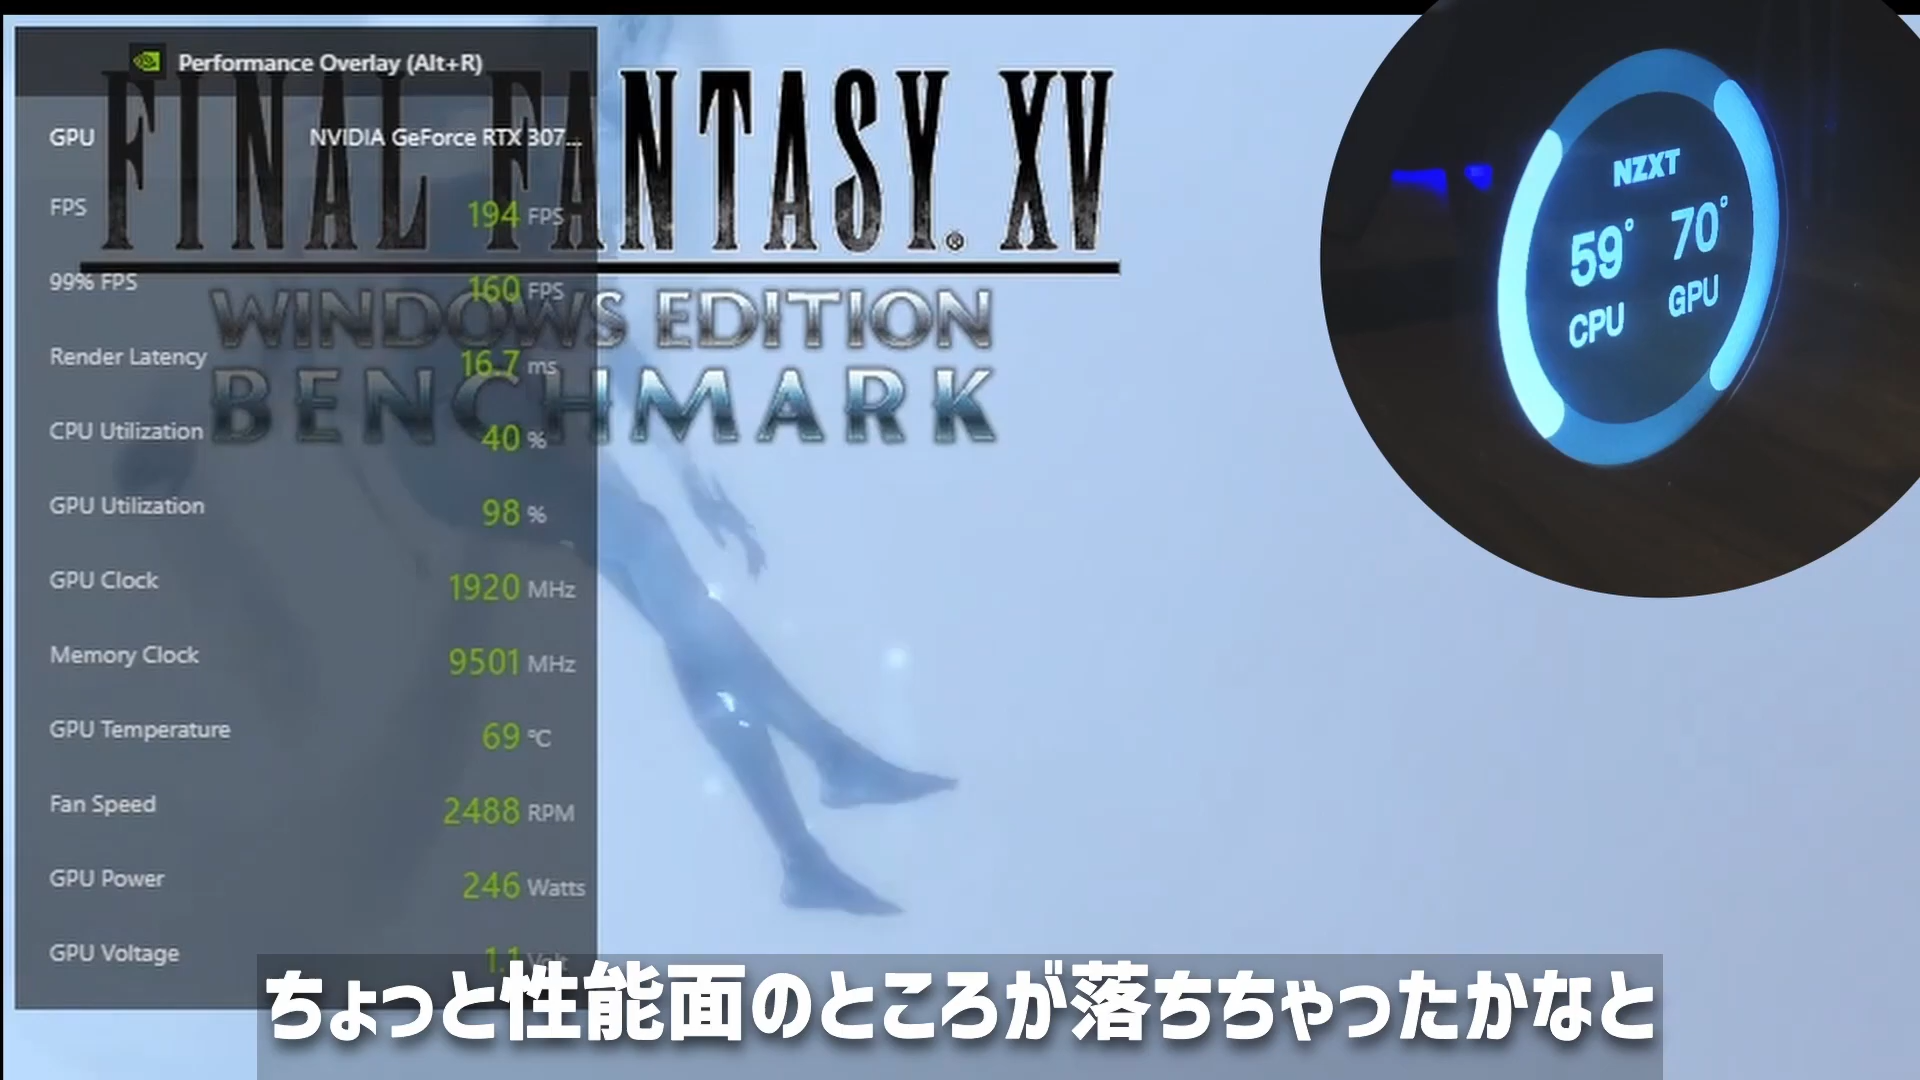 Performance Overlay (Alt+R)
FINAL FANTASY® XV
WINDOWS EDITION
BENCHMARK
GPU NVIDIA GeForce RTX 307...
FPS 194 FPS
99% FPS 160 FPS
Render Latency 16.7 ms
CPU Utilization 40 %
GPU Utilization 98 %
GPU Clock 1920 MHz
Memory Clock 9501 MHz
GPU Temperature 69 °C
Fan Speed 2488 RPM
GPU Power 246 Watts
GPU Voltage 1.1 Volt
NZXT
59° 70°
CPU GPU
ちょっと性能面のところが落ちちゃったかなと